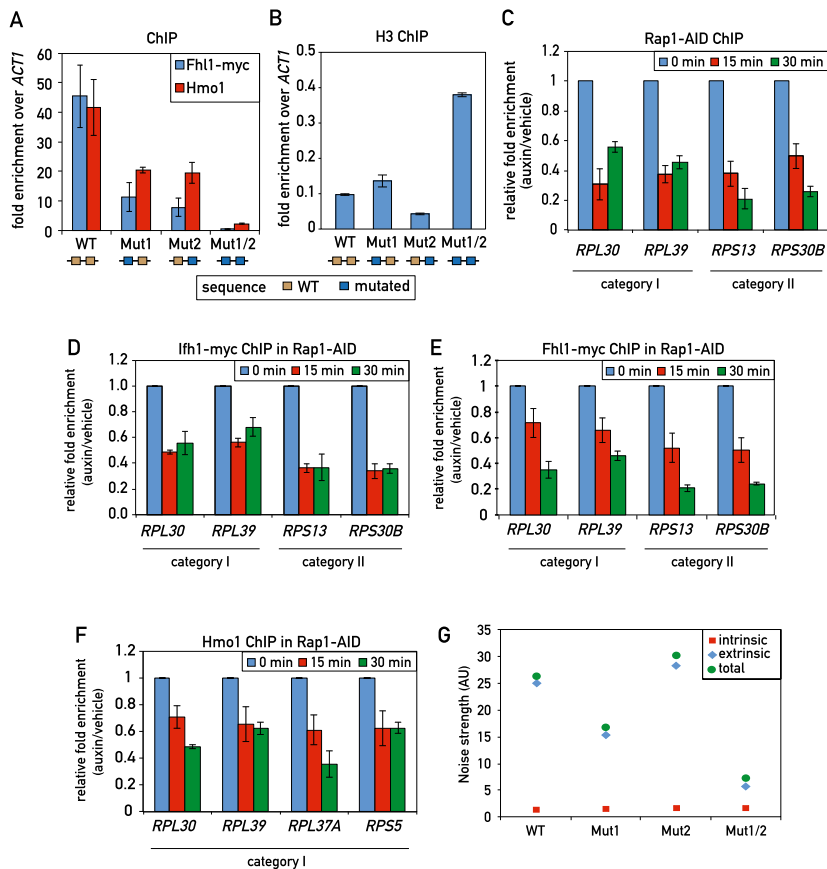 A
ChIP
fold enrichment over ACT1
60
50
40
30
20
10
0
Fhl1-myc
Hmo1
WT
Mut1
Mut2
Mut1/2
B
H3 ChIP
fold enrichment over ACT1
0.4
0.3
0.2
0.1
0
WT
Mut1
Mut2
Mut1/2
sequence
WT
mutated
C
Rap1-AID ChIP
relative fold enrichment
(auxin/vehicle)
1.2
1
0.8
0.6
0.4
0.2
0
0 min
15 min
30 min
RPL30
RPL39
RPS13
RPS30B
category I
category II
D
Ifh1-myc ChIP in Rap1-AID
relative fold enrichment
(auxin/vehicle)
1.2
1.0
0.8
0.6
0.4
0.2
0.0
0 min
15 min
30 min
RPL30
RPL39
RPS13
RPS30B
category I
category II
E
Fhl1-myc ChIP in Rap1-AID
relative fold enrichment
(auxin/vehicle)
1.2
1
0.8
0.6
0.4
0.2
0
0 min
15 min
30 min
RPL30
RPL39
RPS13
RPS30B
category I
category II
F
Hmo1 ChIP in Rap1-AID
relative fold enrichment
(auxin/vehicle)
1.2
1
0.8
0.6
0.4
0.2
0
0 min
15 min
30 min
RPL30
RPL39
RPL37A
RPS5
category I
G
Noise strength (AU)
35
30
25
20
15
10
5
0
intrinsic
extrinsic
total
WT
Mut1
Mut2
Mut1/2